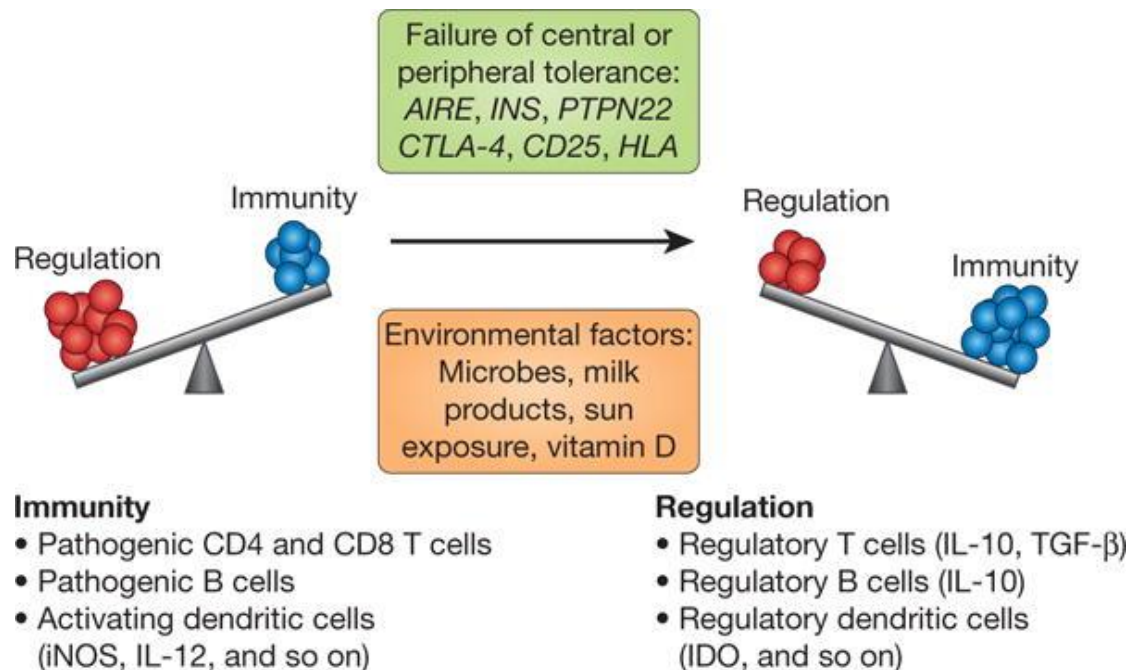 Failure of central or
peripheral tolerance:
AIRE, INS, PTPN22
CTLA-4, CD25, HLA
Immunity
Regulation
Regulation
Immunity
Environmental factors:
Microbes, milk
products, sun
exposure, vitamin D
Immunity
• Pathogenic CD4 and CD8 T cells
• Pathogenic B cells
• Activating dendritic cells
(iNOS, IL-12, and so on)
Regulation
• Regulatory T cells (IL-10, TGF-β)
• Regulatory B cells (IL-10)
• Regulatory dendritic cells
(IDO, and so on)